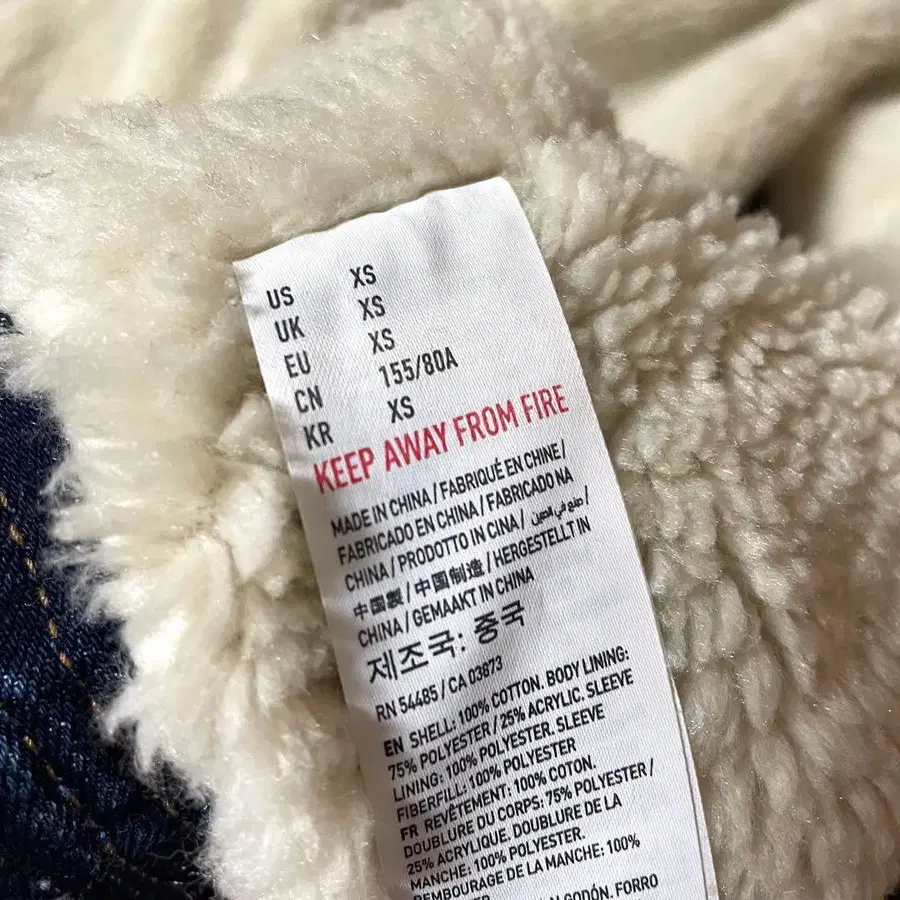 US XS
UK XS
EU XS
CN 155/80A
KR XS
KEEP AWAY FROM FIRE
MADE IN CHINA / FABRIQUÉ EN CHINE /
FABRICADO EN CHINA / FABRICADO NA
CHINA / PRODOTTO IN CINA / صنع في الصين /
中国製 / 中国制造 / HERGESTELLT IN
CHINA / GEMAAKT IN CHINA
제조국: 중국
RN 54485 / CA 03873
EN SHELL: 100% COTTON. BODY LINING:
75% POLYESTER / 25% ACRYLIC. SLEEVE
LINING: 100% POLYESTER. SLEEVE
FIBERFILL: 100% POLYESTER
FR REVÊTEMENT: 100% COTON.
DOUBLURE DU CORPS: 75% POLYESTER /
25% ACRYLIQUE. DOUBLURE DE LA
MANCHE: 100% POLYESTER.
REMBOURRAGE DE LA MANCHE: 100%
ALGODÓN. FORRO